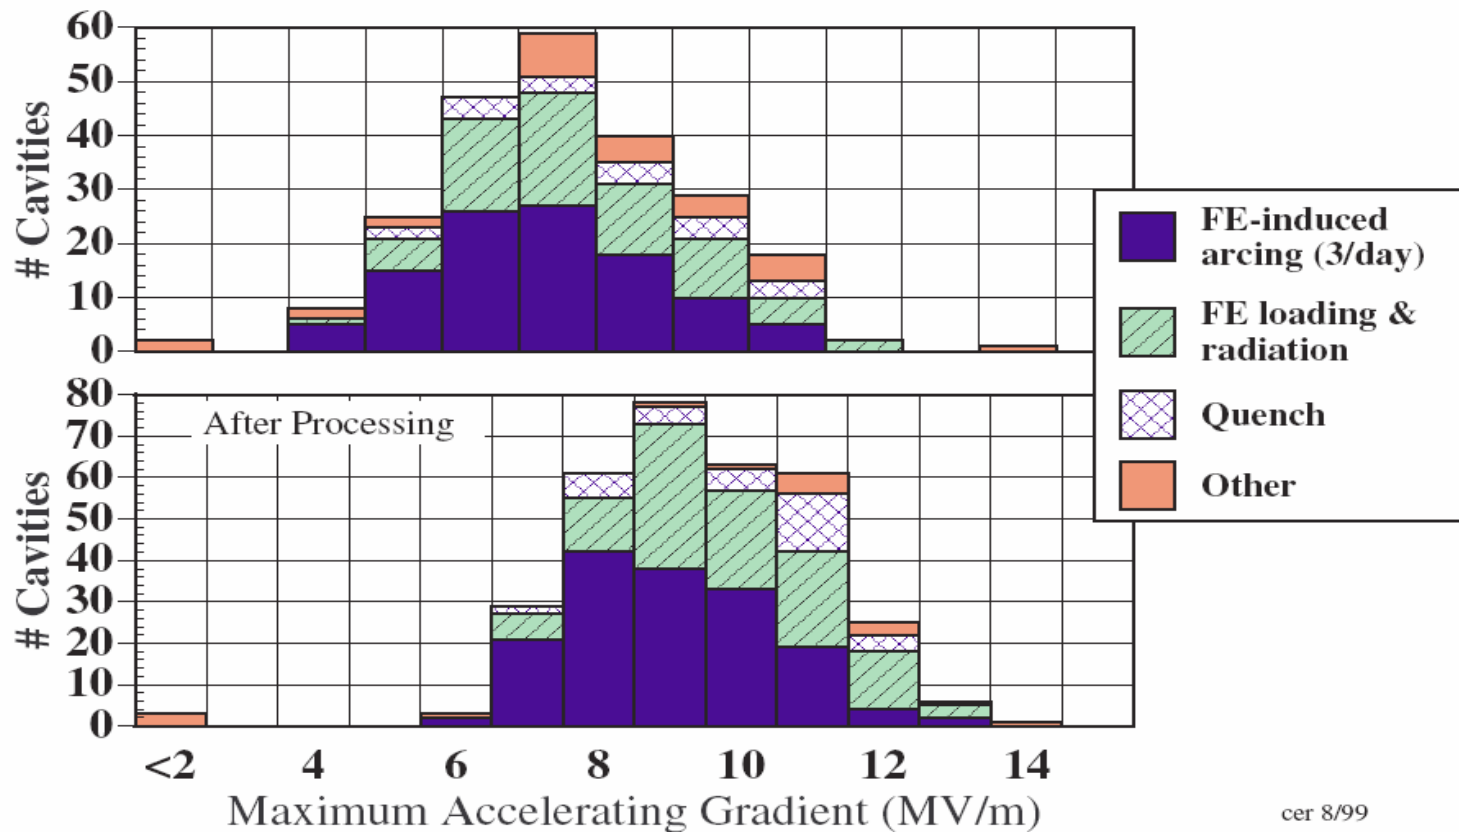 60
50
40
30
20
10
0
# Cavities
FE-induced
arcing (3/day)
FE loading &
radiation
Quench
Other
After Processing
80
70
60
50
40
30
20
10
0
# Cavities
<2 4 6 8 10 12 14
Maximum Accelerating Gradient (MV/m)
cer 8/99